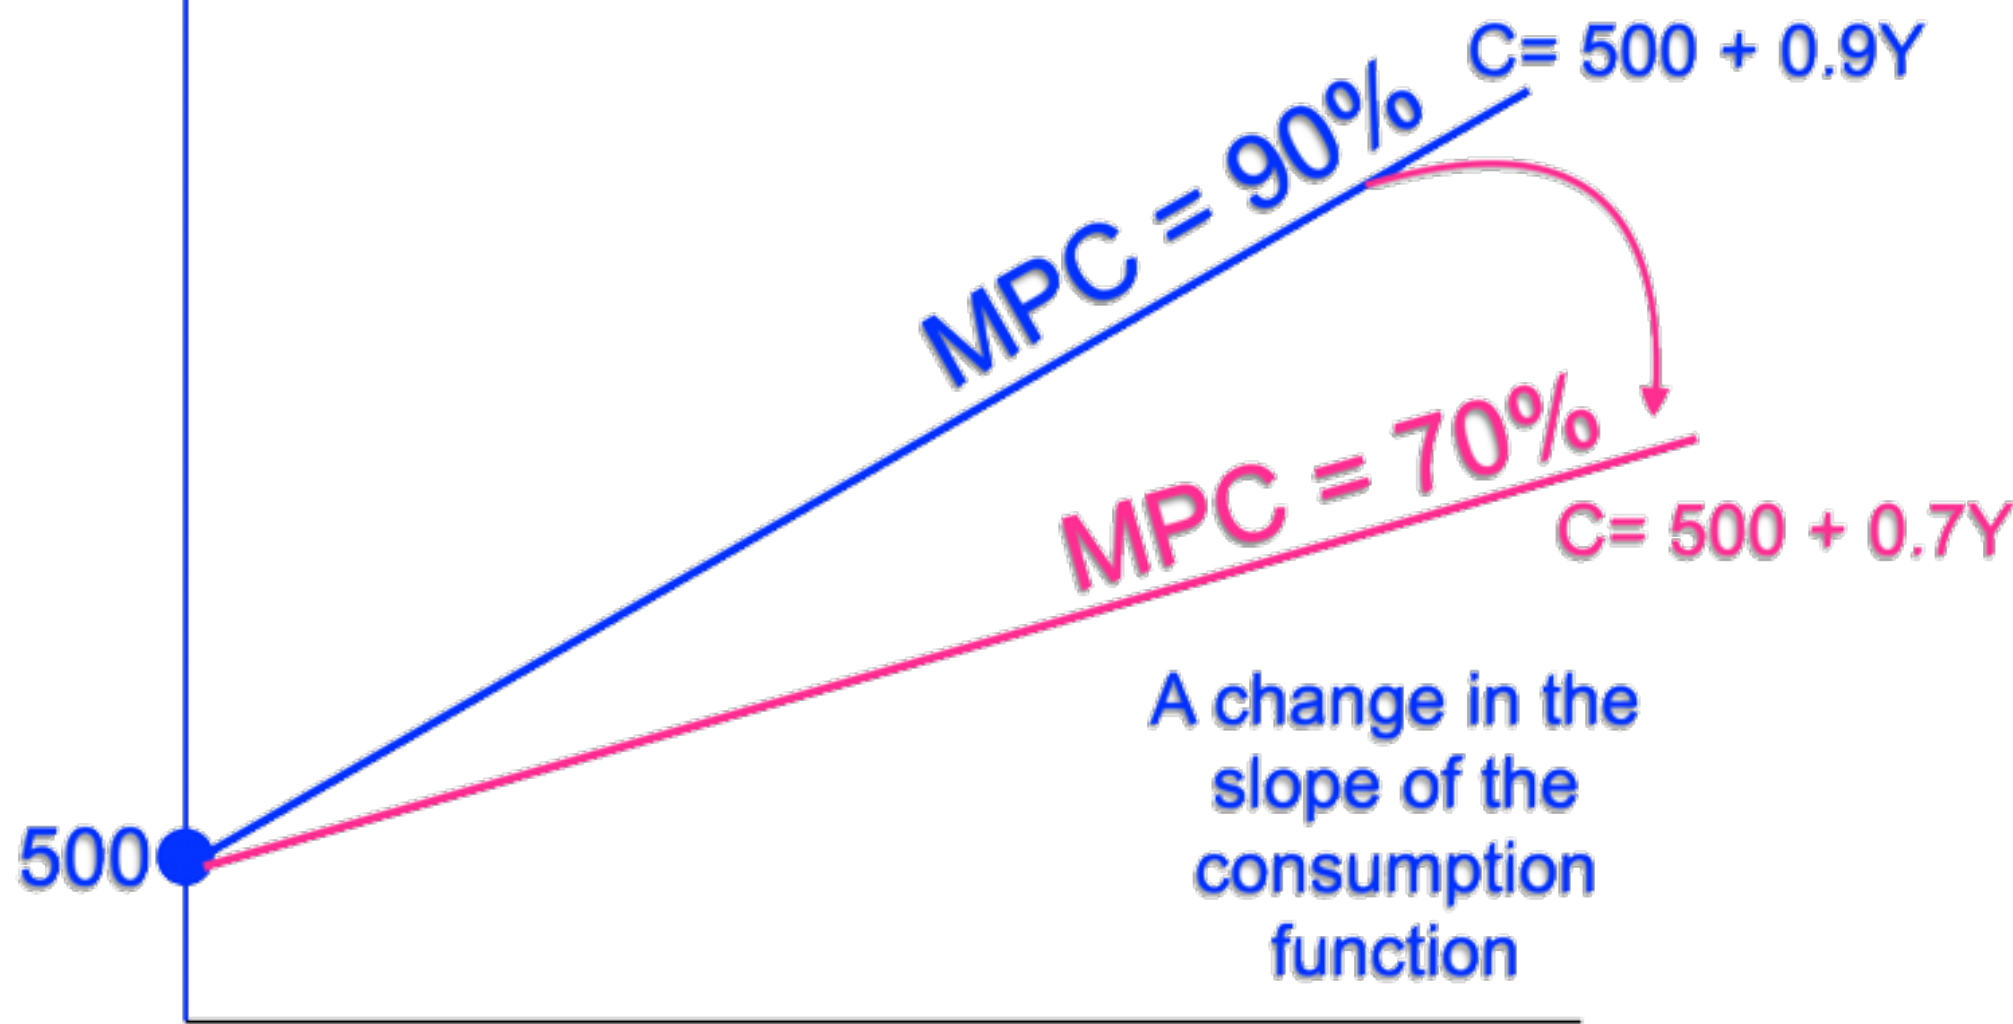 C= 500 + 0.9Y
MPC = 90%
MPC = 70%
C= 500 + 0.7Y
A change in the
slope of the
consumption
function
500